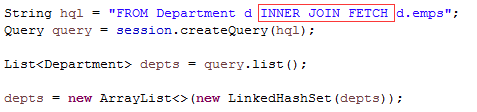 String hql = "FROM Department d INNER JOIN FETCH d.emps";
Query query = session.createQuery(hql);
List<Department> depts = query.list();
depts = new ArrayList<>(new LinkedHashSet(depts));